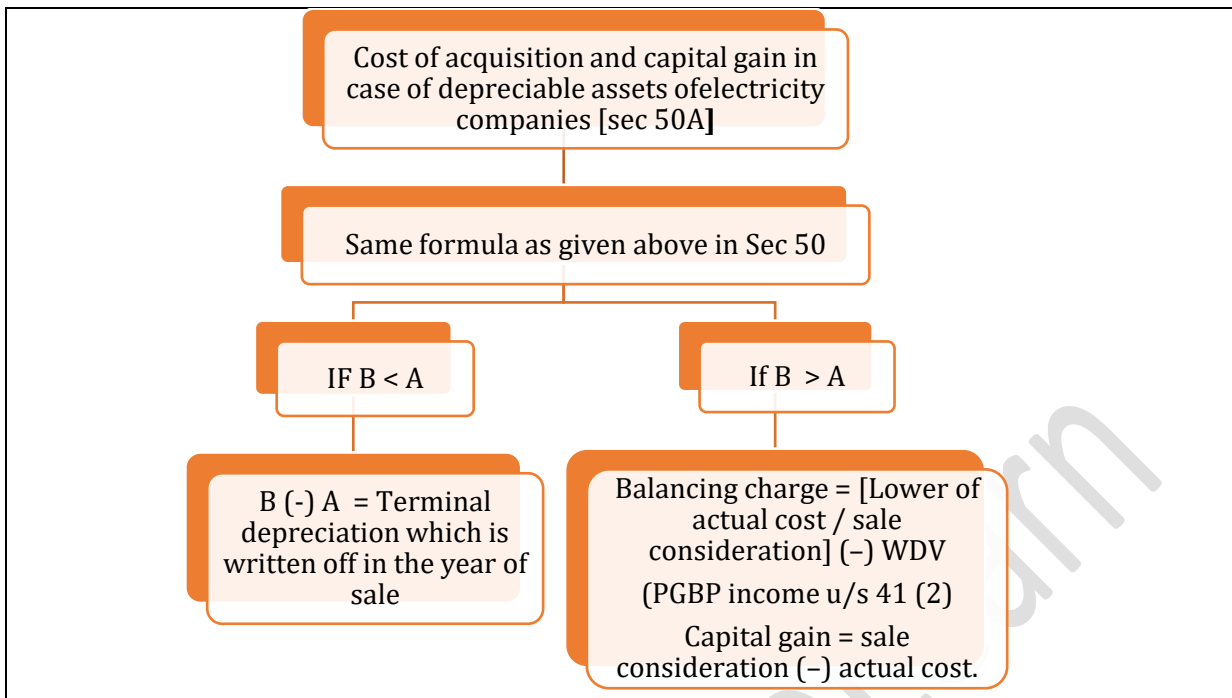 Cost of acquisition and capital gain in
case of depreciable assets ofelectricity
companies [sec 50A]
Same formula as given above in Sec 50
IF B < A
If B > A
B (-) A = Terminal
depreciation which is
written off in the year of
sale
Balancing charge = [Lower of
actual cost / sale
consideration] (–) WDV
(PGBP income u/s 41 (2)
Capital gain = sale
consideration (–) actual cost.